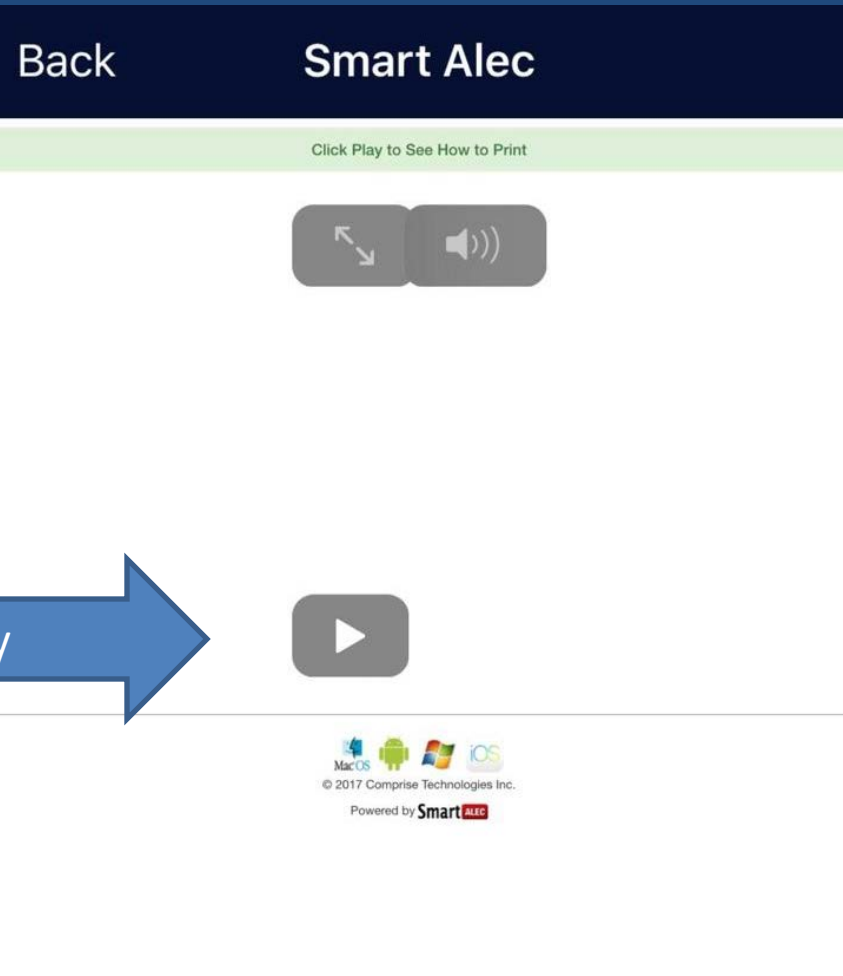 Back
Smart Alec
Click Play to See How to Print
MacOS
iOS
© 2017 Comprise Technologies Inc.
Powered by Smart ALEC